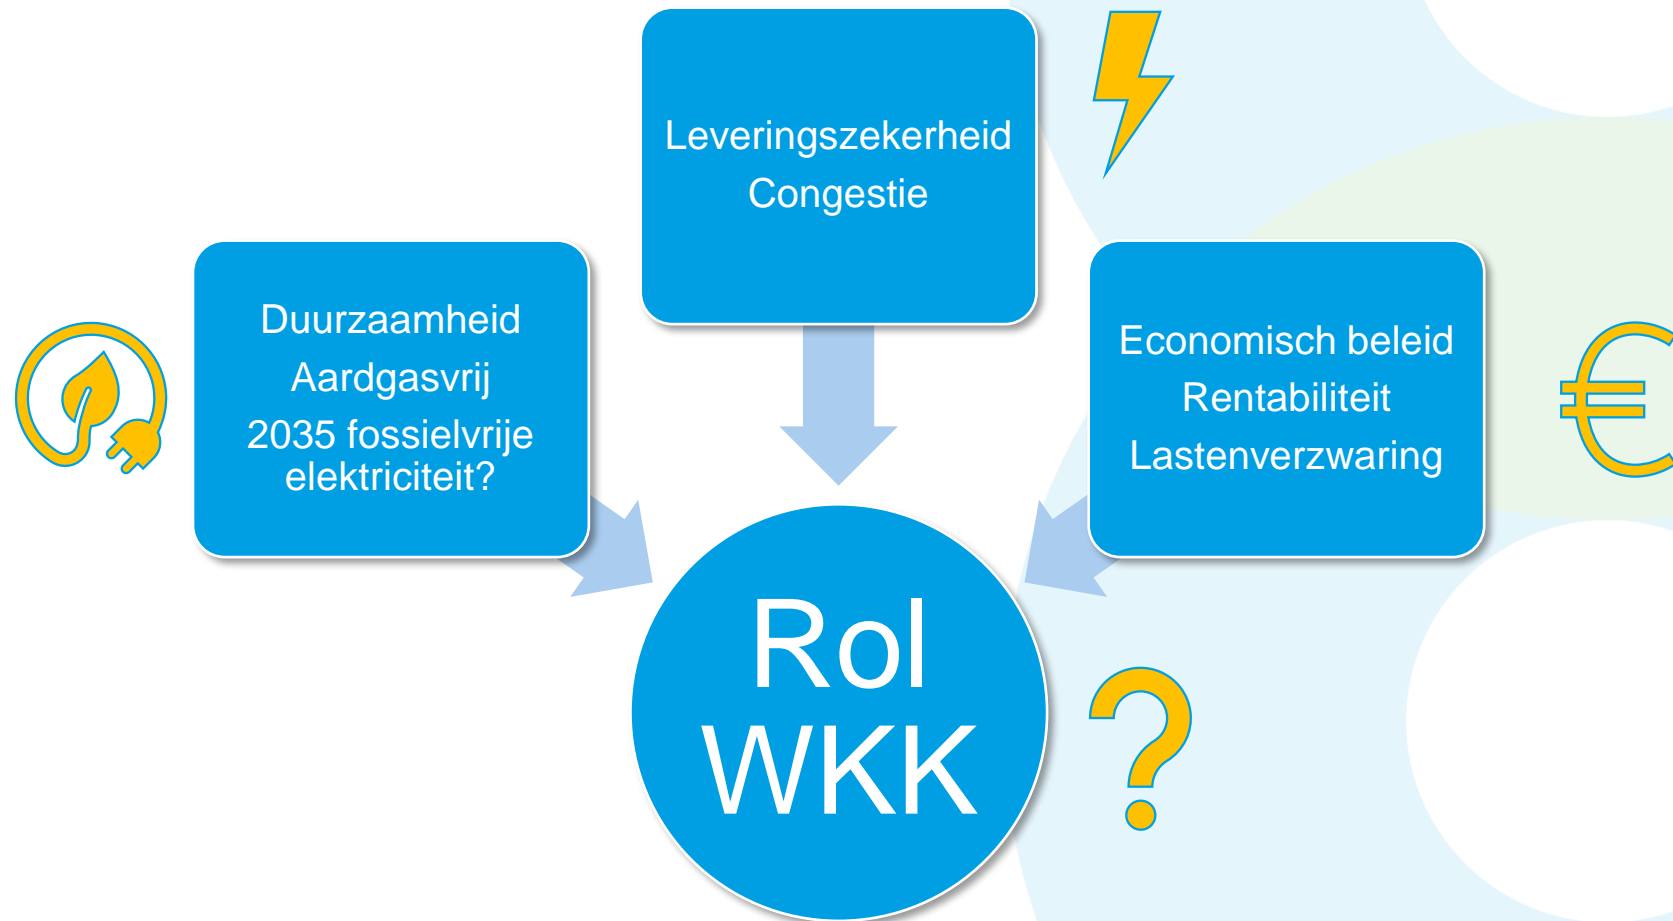 Leveringszekerheid
Congestie
Duurzaamheid
Aardgasvrij
2035 fossielvrije
elektriciteit?
Economisch beleid
Rentabiliteit
Lastenverzwaring
Rol
WKK